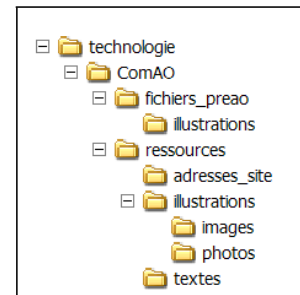 technologie
ComAO
fichiers_preao
illustrations
ressources
adresses_site
illustrations
images
photos
textes